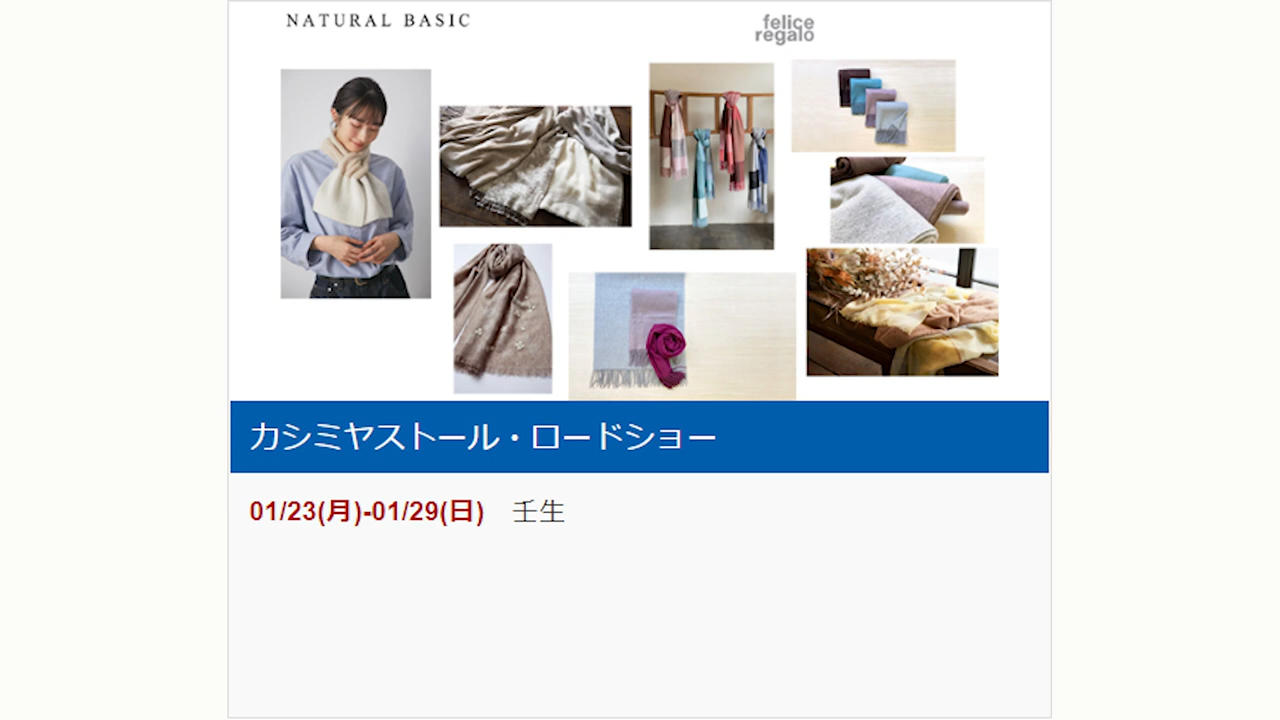 NATURAL BASIC
felice
regalo
カシミヤストール・ロードショー
01/23(月)-01/29(日)　壬生